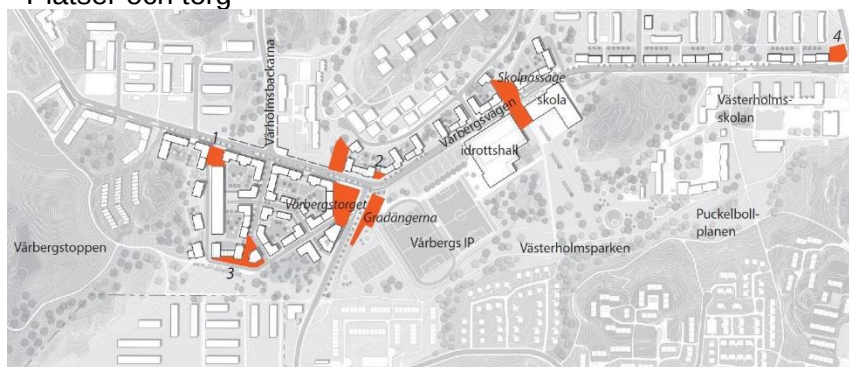 Platser och torg
4
Vårholmsbackarna
Skolpassage
skola
Vårbergsvägen
Västerholms-
skolan
1
2
idrottshall
Vårbergstorget
Gradängerna
Puckelboll-
planen
Vårbergstoppen
3
Vårbergs IP
Västerholmsparken